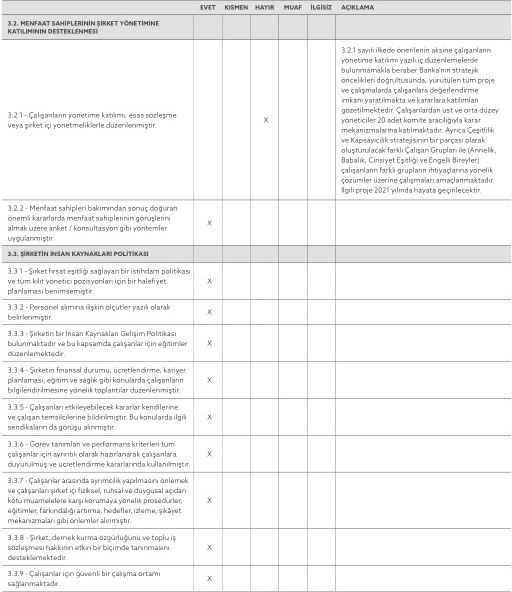 EVET KISMEN HAYIR MUAF İLGİSİZ AÇIKLAMA
3.2. MENFAAT SAHİPLERİNİN ŞİRKET YÖNETİMİNE
KATILIMININ DESTEKLENMESİ
3.2.1 - Çalışanların yönetime katılımı, esas sözleşme
veya şirket içi yönetmeliklerle düzenlenmiştir.
X
3.2.1 sayılı ilkede önerilenin aksine çalışanların
yönetime katılımı yazılı iç düzenlemelerde
bulunmamakla beraber Banka'nın stratejik
öncelikleri doğrultusunda, yürütülen tüm proje
ve çalışmalarda çalışanlara değerlendirme
imkanı yaratılmakta ve kararlara katılımları
gözetilmektedir. Çalışanlardan üst ve orta düzey
yöneticiler 20 adet komite aracılığıyla karar
mekanizmalarına katılmaktadır. Ayrıca Çeşitlilik
ve Kapsayıcılık stratejisinin bir parçası olarak
oluşturulacak farklı Çalışan Grupları ile (Annelik,
Babalık, Cinsiyet Eşitliği ve Engelli Bireyler)
çalışanların farklı grupların ihtiyaçlarına yönelik
çözümler üzerine çalışmaları amaçlanmaktadır.
İlgili proje 2021 yılında hayata geçirilecektir.
3.2.2 - Menfaat sahipleri bakımından sonuç doğuran
önemli kararlarda menfaat sahiplerinin görüşlerini
almak üzere anket / konsultasyon gibi yöntemler
uygulanmıştır.
X
3.3. ŞİRKETİN İNSAN KAYNAKLARI POLİTİKASI
3.3.1 - Şirket fırsat eşitliği sağlayan bir istihdam politikası
ve tüm kilit yönetici pozisyonları için bir halefiyet
planlaması benimsemiştir.
X
3.3.2 - Personel alımına ilişkin ölçütler yazılı olarak
belirlenmiştir.
X
3.3.3 - Şirketin bir İnsan Kaynakları Gelişim Politikası
bulunmaktadır ve bu kapsamda çalışanlar için eğitimler
düzenlemektedir.
X
3.3.4 - Şirketin finansal durumu, ücretlendirme, kariyer
planlaması, eğitim ve sağlık gibi konularda çalışanların
bilgilendirilmesine yönelik toplantılar düzenlenmiştir.
X
3.3.5 - Çalışanları etkileyebilecek kararlar kendilerine
ve çalışan temsilcilerine bildirilmiştir. Bu konularda ilgili
sendikaların da görüşü alınmıştır.
X
3.3.6 - Görev tanımları ve performans kriterleri tüm
çalışanlar için ayrıntılı olarak hazırlanarak çalışanlara
duyurulmuş ve ücretlendirme kararlarında kullanılmıştır.
X
3.3.7 - Çalışanlar arasında ayrımcılık yapılmasını önlemek
ve çalışanları şirket içi fiziksel, ruhsal ve duygusal açıdan
kötü muamelelere karşı korumaya yönelik prosedürler,
eğitimler, farkındalığı artırma, hedefler, izleme, şikâyet
mekanizmaları gibi önlemler alınmıştır.
X
3.3.8 - Şirket, dernek kurma özgürlüğünü ve toplu iş
sözleşmesi hakkının etkin bir biçimde tanınmasını
desteklemektedir.
X
3.3.9 - Çalışanlar için güvenli bir çalışma ortamı
sağlanmaktadır.
X